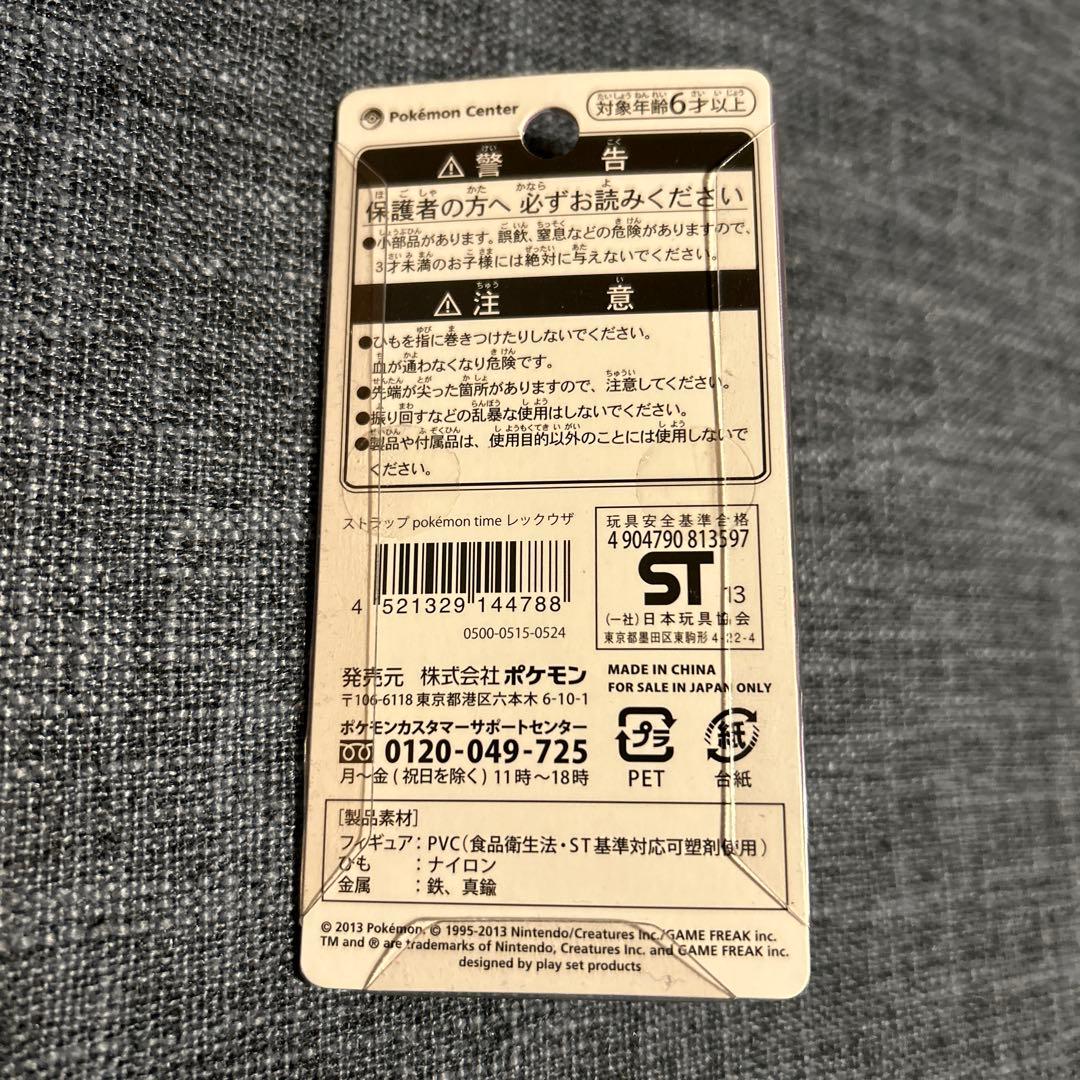 Pokémon Center
対象年齢6才以上
警告
保護者の方へ 必ずお読みください
●小部品があります。誤飲、窒息などの危険がありますので、
3才未満のお子様には絶対に与えないでください。
注意
●ひもを指に巻きつけたりしないでください。
血が通わなくなり危険です。
●先端が尖った箇所がありますので、注意してください。
●振り回すなどの乱暴な使用はしないでください。
●製品や付属品は、使用目的以外のことには使用しないで
ください。
ストラップ pokémon time レックウザ
4 521329 144788
0500-0515-0524
玩具安全基準合格
4 904790 813597
ST 13
(一社)日本玩具協会
東京都墨田区東駒形 4-22-4
発売元 株式会社ポケモン
〒106-6118 東京都港区六本木 6-10-1
ポケモンカスタマーサポートセンター
0120-049-725
月～金(祝日を除く)11時～18時
MADE IN CHINA
FOR SALE IN JAPAN ONLY
プラ
PET
紙
台紙
[製品素材]
フィギュア：PVC(食品衛生法・ST基準対応可塑剤使用)
ひも：ナイロン
金属：鉄、真鍮
© 2013 Pokémon. © 1995-2013 Nintendo/Creatures Inc./GAME FREAK inc.
TM and ® are trademarks of Nintendo, Creatures Inc. and GAME FREAK inc.
designed by play set products